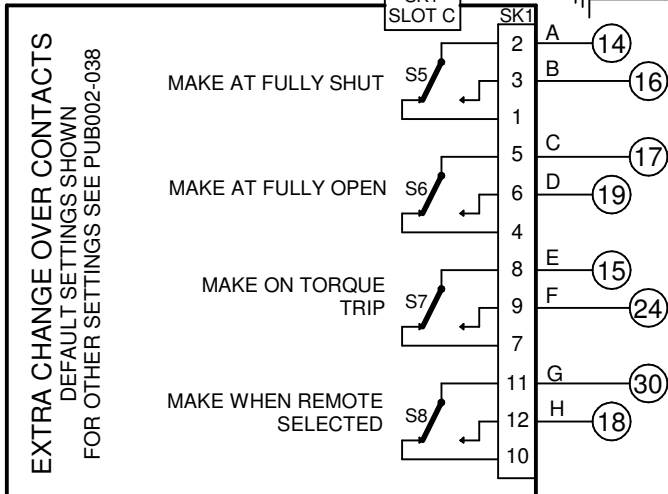 SLOT C
SK1
EXTRA CHANGE OVER CONTACTS
DEFAULT SETTINGS SHOWN
FOR OTHER SETTINGS SEE PUB002-038
MAKE AT FULLY SHUT
S5
2
A
14
3
B
16
1
MAKE AT FULLY OPEN
S6
5
C
17
6
D
19
4
MAKE ON TORQUE
TRIP
S7
8
E
15
9
F
24
7
MAKE WHEN REMOTE
SELECTED
S8
11
G
30
12
H
18
10